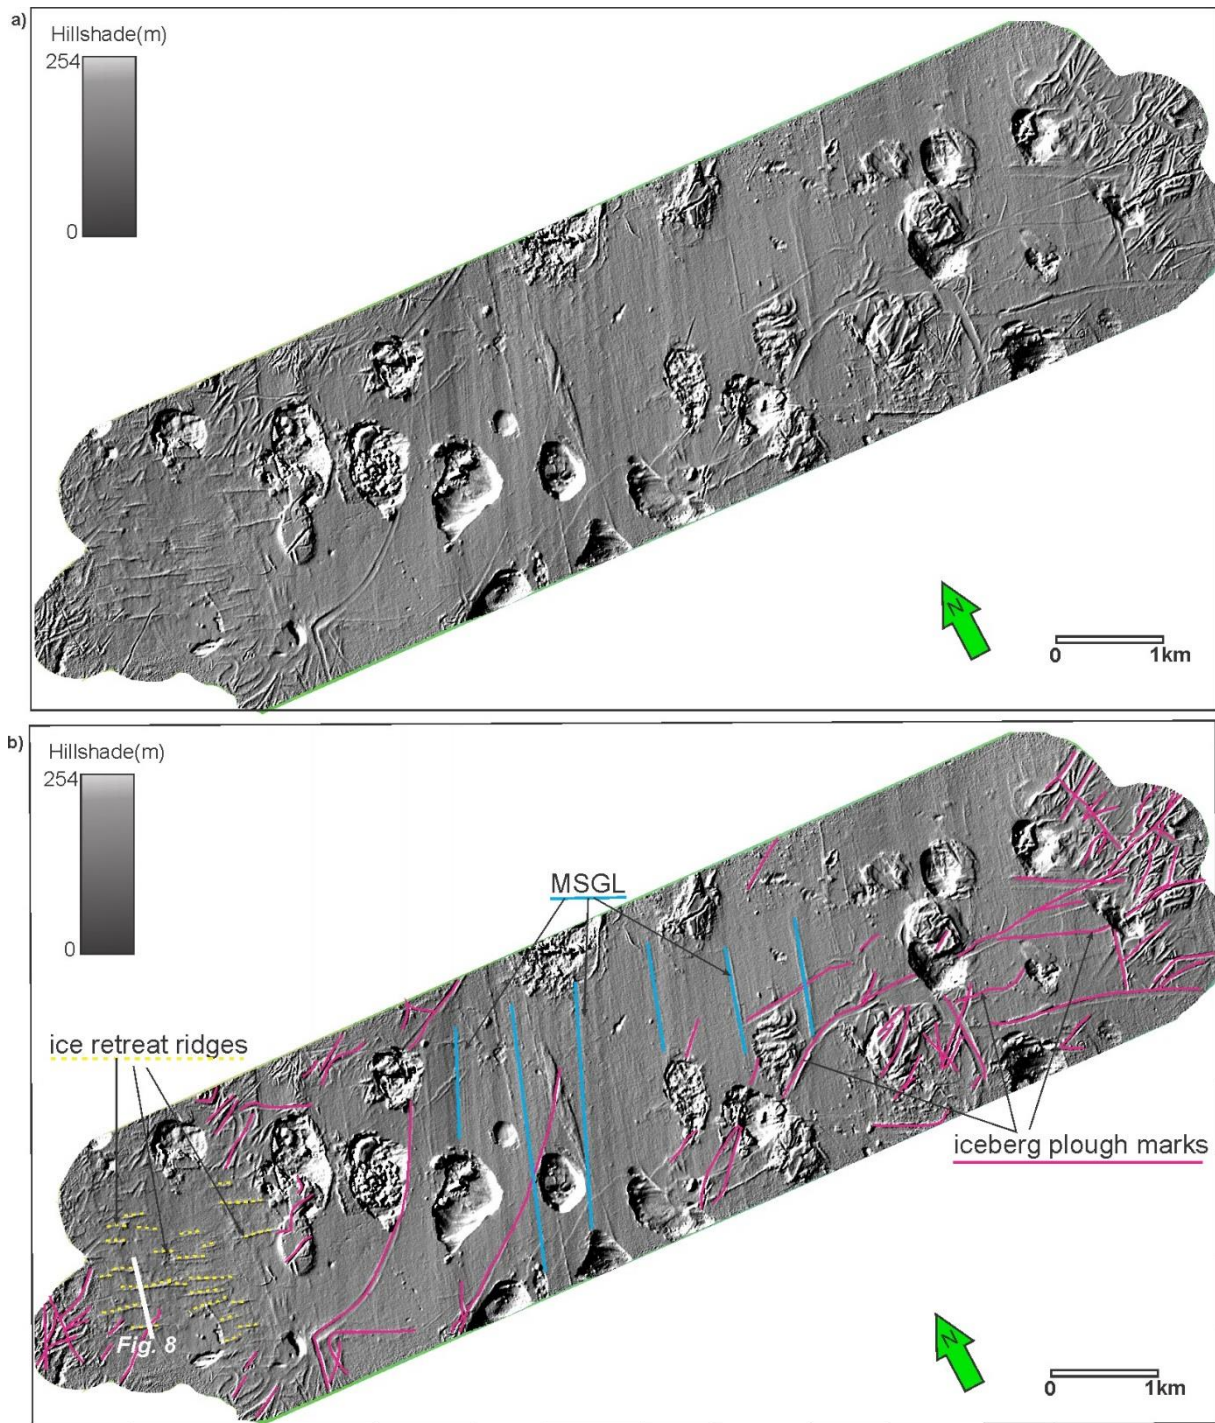 a)
Hillshade(m)
254
0
N
0 1km
b)
Hillshade(m)
254
0
MSGL
ice retreat ridges
iceberg plough marks
Fig. 8
N
0 1km